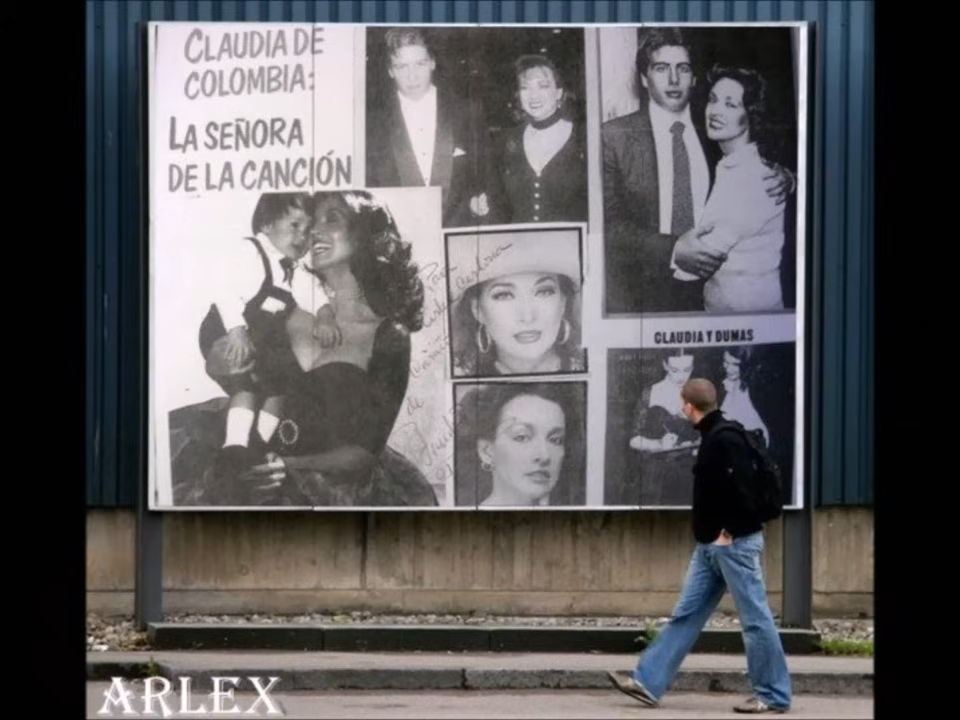 CLAUDIA DE
COLOMBIA:
LA SEÑORA
DE LA CANCIÓN
CLAUDIA Y DUMAS
ARLEX